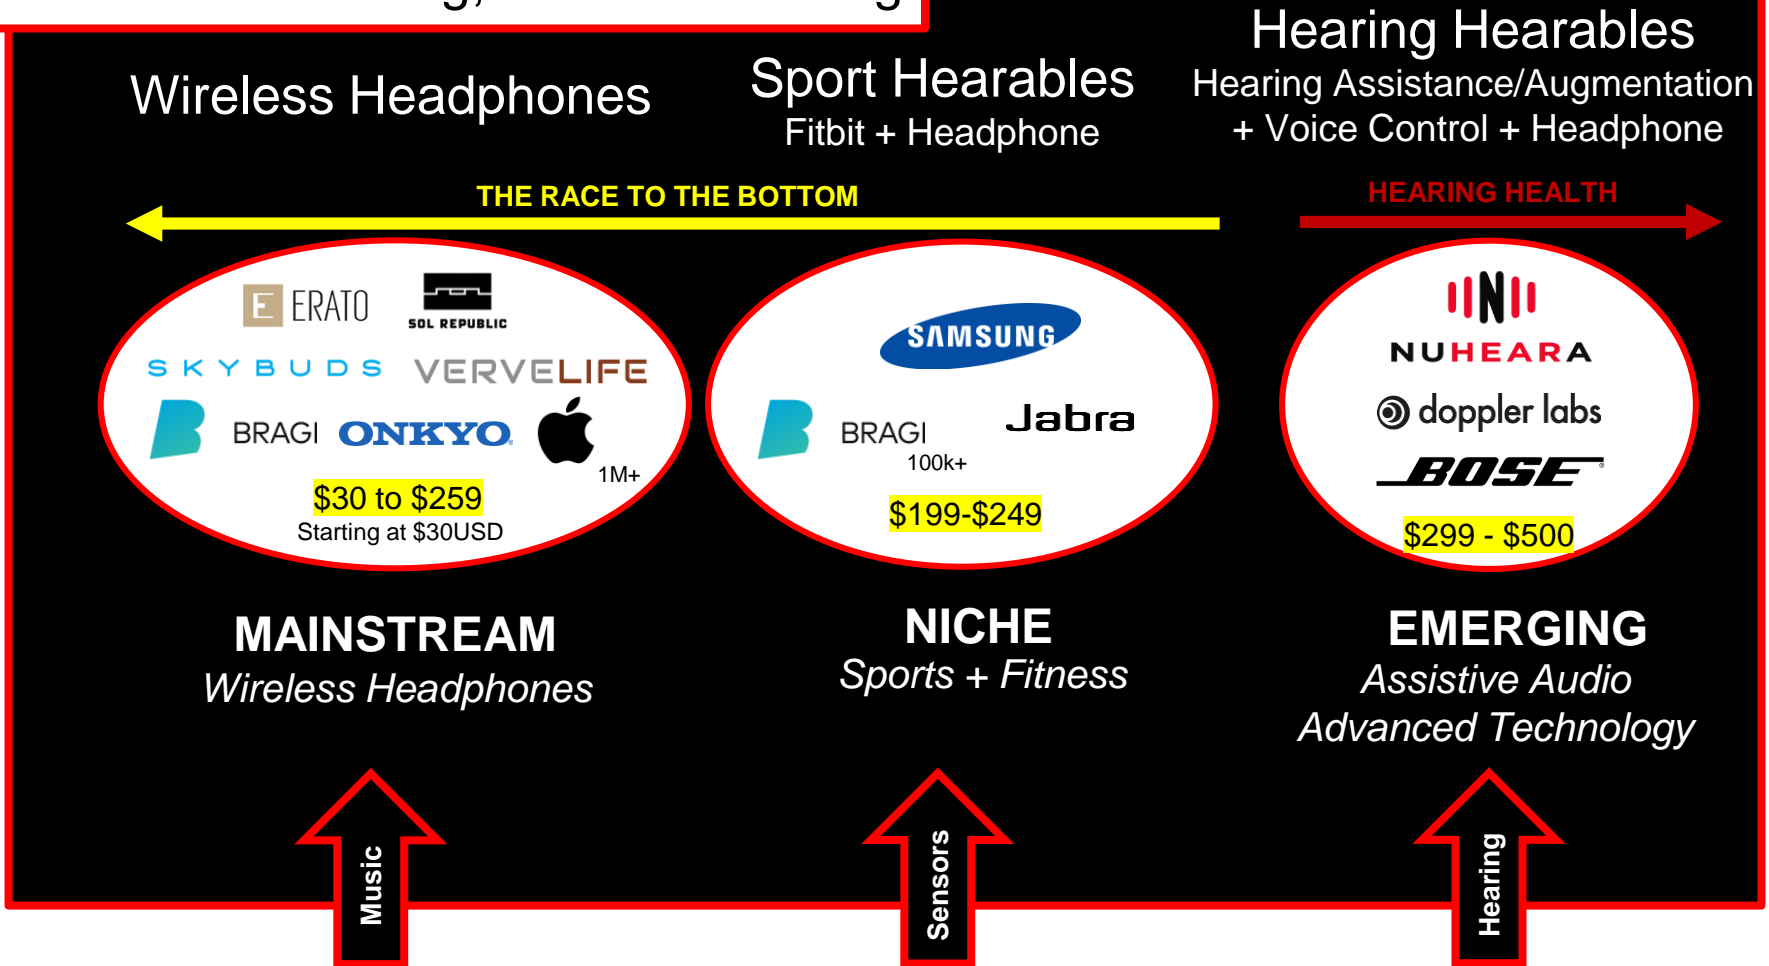 Wireless Headphones
Sport Hearables
Fitbit + Headphone
Hearing Hearables
Hearing Assistance/Augmentation
+ Voice Control + Headphone
THE RACE TO THE BOTTOM
HEARING HEALTH
E ERATO
SOL REPUBLIC
SKYBUDS
VERVELIFE
B BRAGI
ONKYO
1M+
$30 to $259
Starting at $30USD
SAMSUNG
B BRAGI
100k+
Jabra
$199-$249
N
NUHEARA
doppler labs
BOSE
$299 - $500
MAINSTREAM
Wireless Headphones
NICHE
Sports + Fitness
EMERGING
Assistive Audio
Advanced Technology
Music
Sensors
Hearing